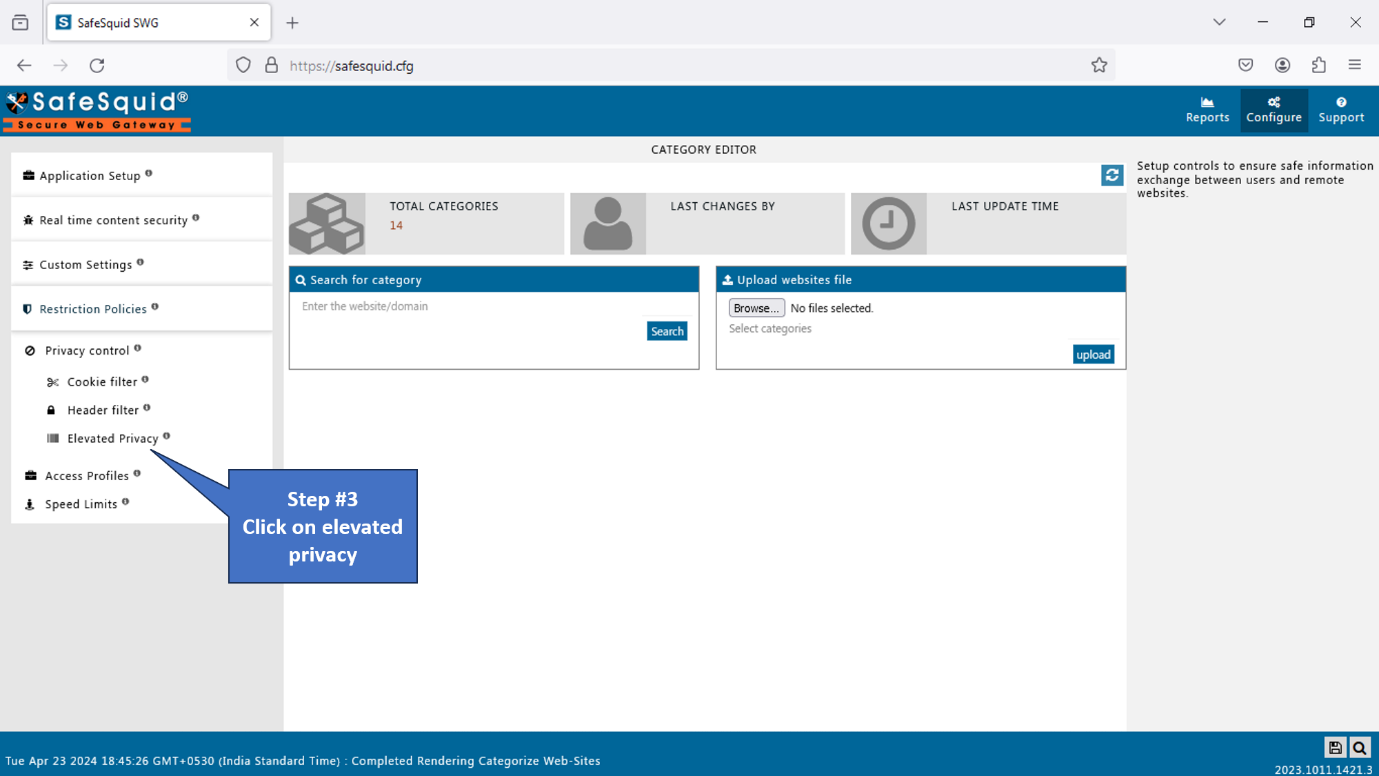 SafeSquid SWG
https://safesquid.cfg
SafeSquid®
Secure Web Gateway
Reports
Configure
Support
Application Setup
Real time content security
Custom Settings
Restriction Policies
Privacy control
Cookie filter
Header filter
Elevated Privacy
Access Profiles
Speed Limits
Step #3
Click on elevated
privacy
CATEGORY EDITOR
TOTAL CATEGORIES
14
LAST CHANGES BY
LAST UPDATE TIME
Search for category
Enter the website/domain
Search
Upload websites file
Browse... No files selected.
Select categories
upload
Setup controls to ensure safe information
exchange between users and remote
websites.
Tue Apr 23 2024 18:45:26 GMT+0530 (India Standard Time) : Completed Rendering Categorize Web-Sites
2023.1011.1421.3